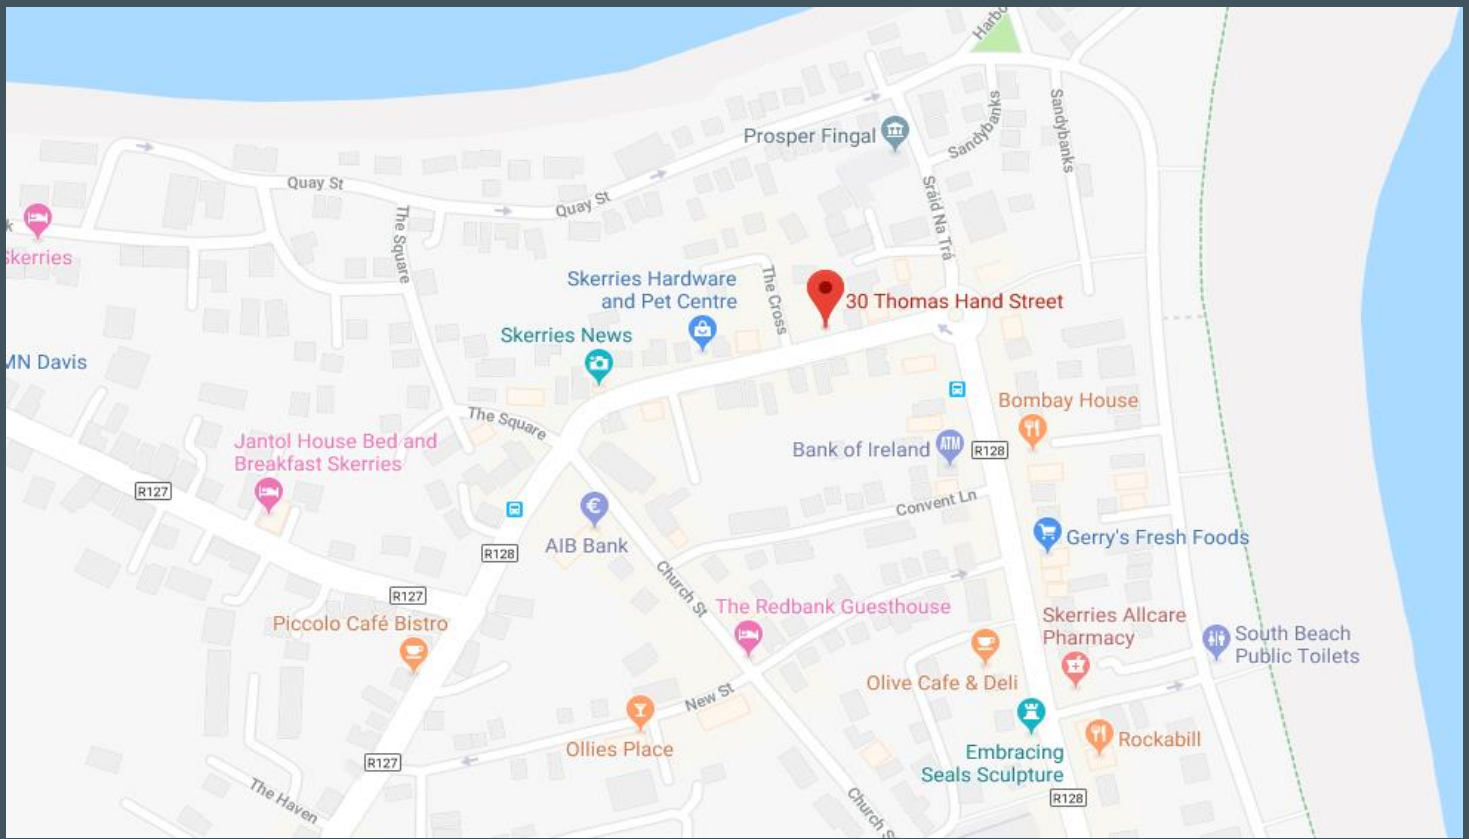 Harbo
Prosper Fingal
Sandybanks
Sandybanks
Quay St
Quay St
The Square
Sráid Na Trá
k
Skerries
Skerries Hardware
and Pet Centre
The Cross
30 Thomas Hand Street
Skerries News
MN Davis
The Square
Bombay House
Jantol House Bed and
Breakfast Skerries
Bank of Ireland
ATM
R128
R127
Convent Ln
AIB Bank
€
R128
Gerry's Fresh Foods
Church St
R127
The Redbank Guesthouse
Piccolo Café Bistro
Skerries Allcare
Pharmacy
South Beach
Public Toilets
Olive Cafe & Deli
New St
Ollies Place
Rockabill
Embracing
Seals Sculpture
R127
The Haven
Church S
R128